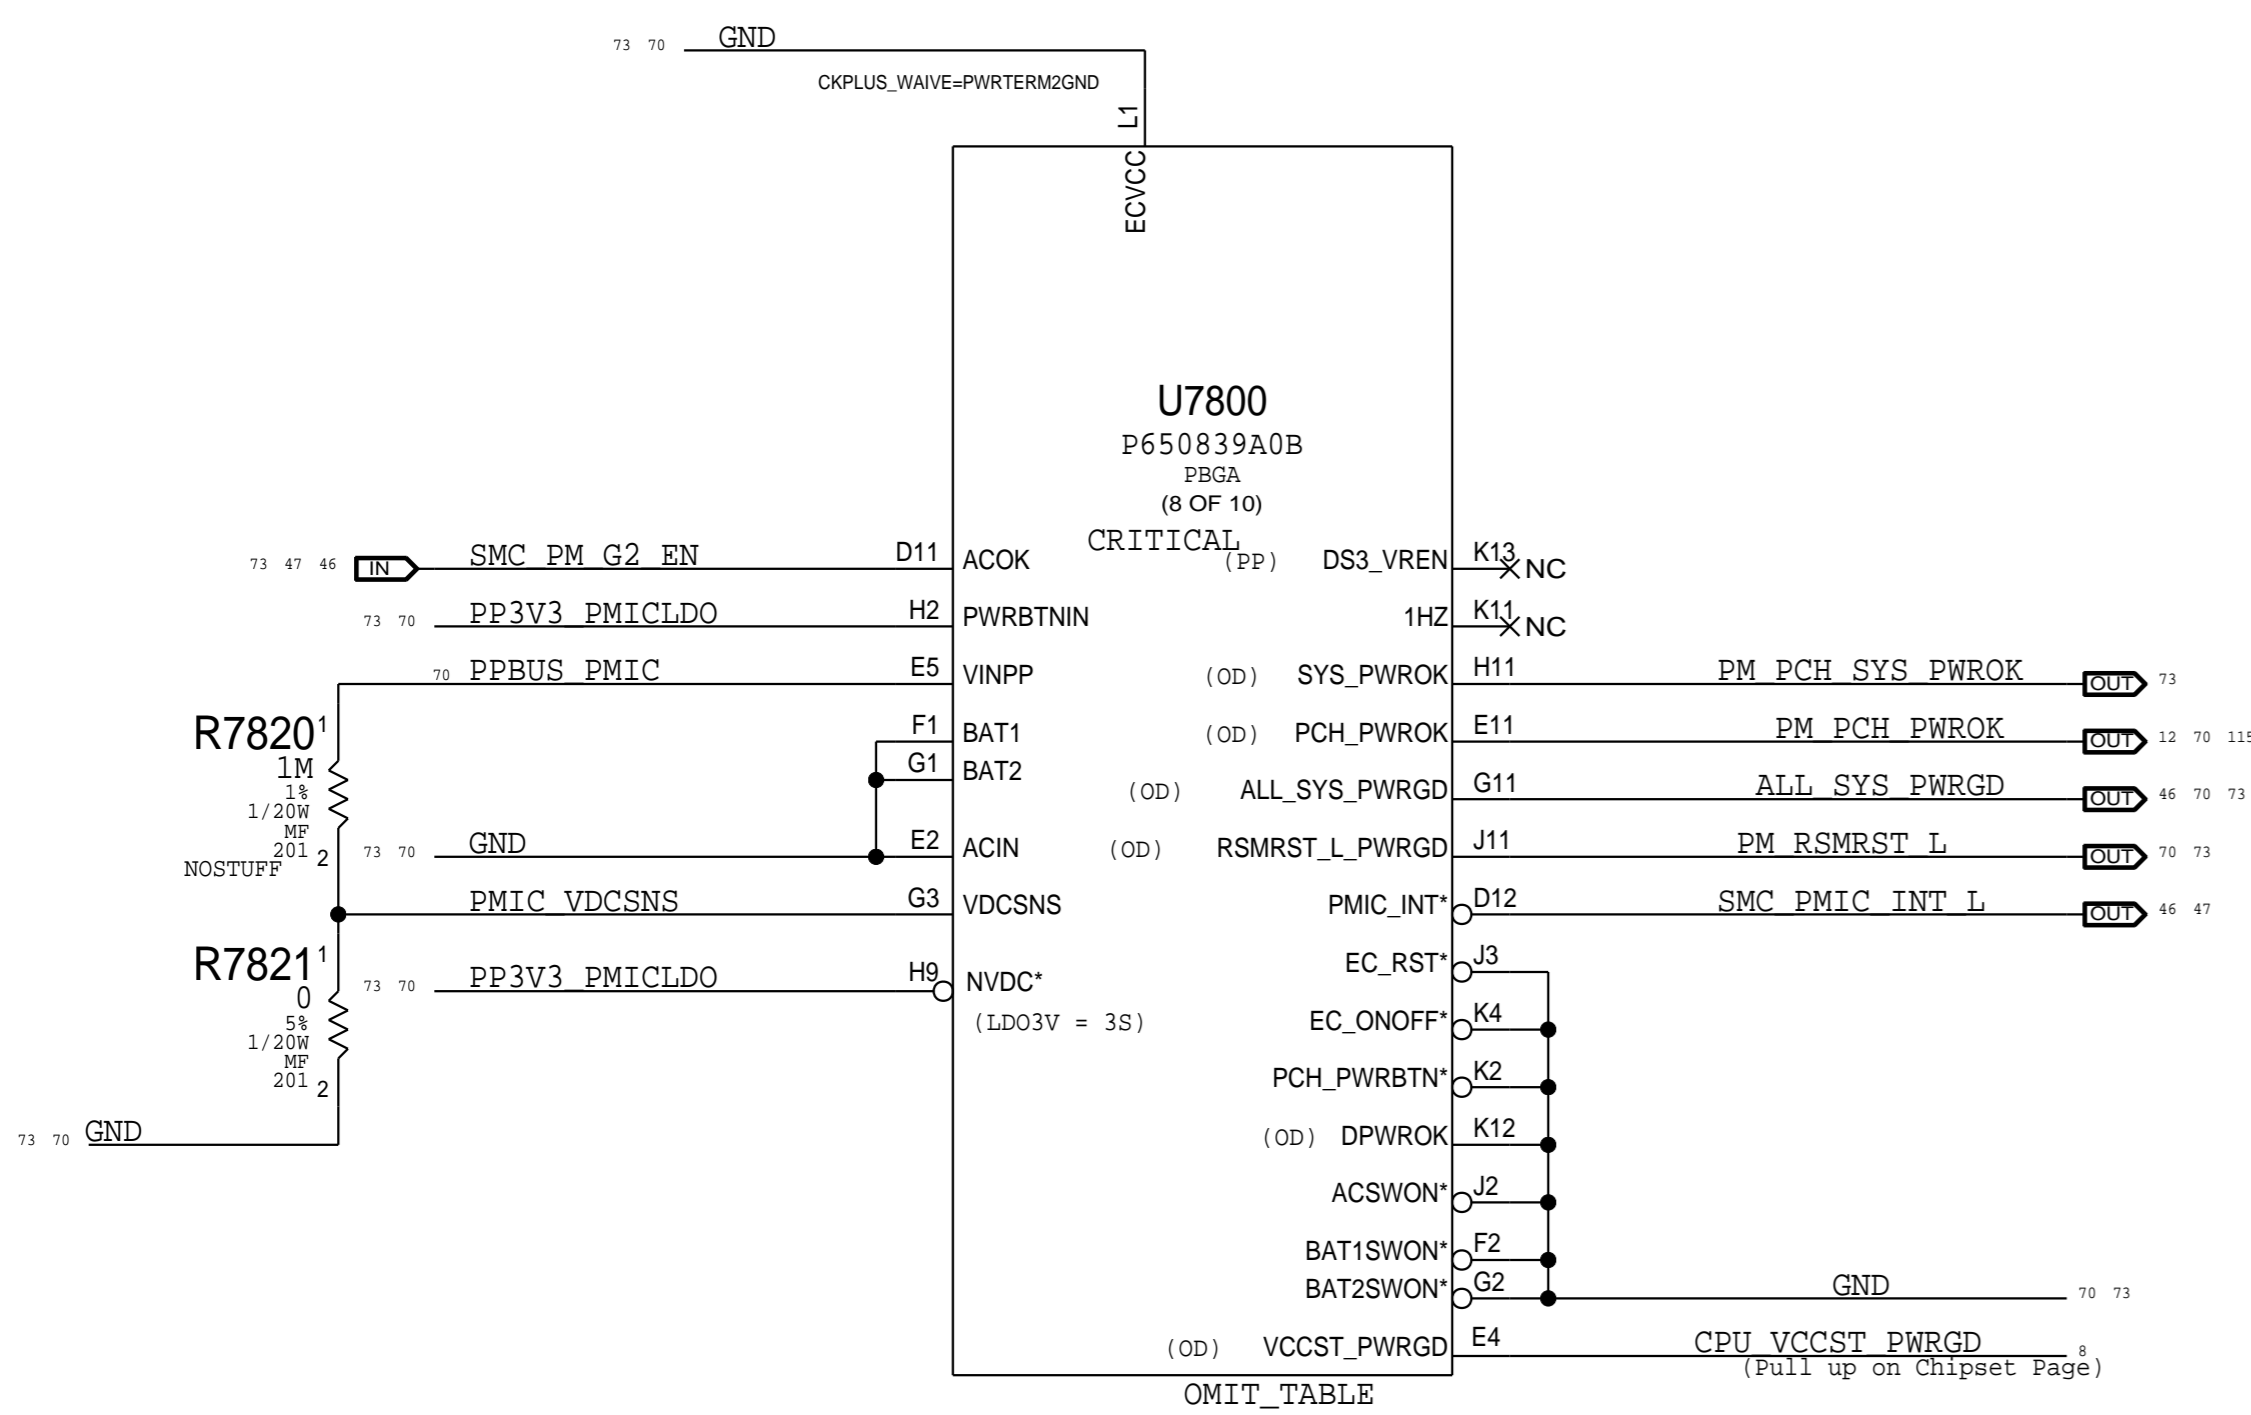 73 70 GND
CKPLUS_WAIVE=PWRTERM2GND
L1
ECVCC
U7800
P650839A0B
PBGA
(8 OF 10)
CRITICAL
73 47 46 IN SMC_PM_G2_EN D11 ACOK
(PP) DS3_VREN K13 NC
73 70 PP3V3_PMICLDO H2 PWRBTNIN
1HZ K11 NC
70 PPBUS_PMIC E5 VINPP
(OD) SYS_PWROK H11 PM_PCH_SYS_PWROK OUT 73
R7820 1
1M
1%
1/20W
MF
201 2
NOSTUFF
F1 BAT1
(OD) PCH_PWROK E11 PM_PCH_PWROK OUT 12 70 115
G1 BAT2
(OD) ALL_SYS_PWRGD G11 ALL_SYS_PWRGD OUT 46 70 73
73 70 GND E2 ACIN
(OD) RSMRST_L_PWRGD J11 PM_RSMRST_L OUT 70 73
PMIC_VDCSNS G3 VDCSNS
PMIC_INT* D12 SMC_PMIC_INT_L OUT 46 47
R7821 1
0
5%
1/20W
MF
201 2
73 70 PP3V3_PMICLDO H9 NVDC*
(LDO3V = 3S)
EC_RST* J3
EC_ONOFF* K4
PCH_PWRBTN* K2
73 70 GND
(OD) DPWROK K12
ACSWON* J2
BAT1SWON* F2
BAT2SWON* G2 GND 70 73
(OD) VCCST_PWRGD E4 CPU_VCCST_PWRGD 8
(Pull up on Chipset Page)
OMIT_TABLE